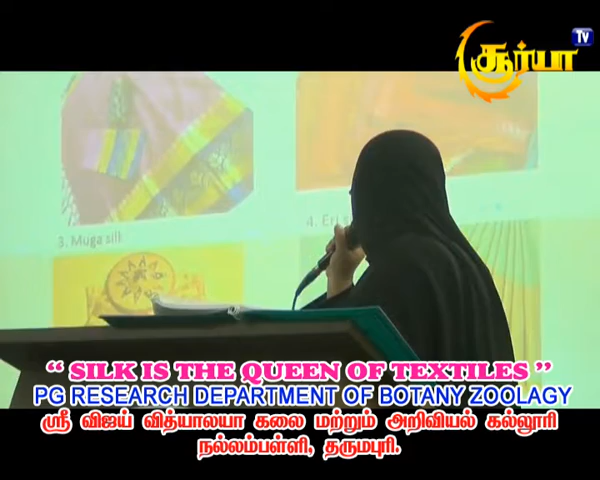 சூர்யா Tv
3. Muga silk
4. Eri s
“ SILK IS THE QUEEN OF TEXTILES ”
PG RESEARCH DEPARTMENT OF BOTANY ZOOLAGY
ஸ்ரீ விஜய் வித்யாலயா கலை மற்றும் அறிவியல் கல்லூரி
நல்லம்பள்ளி, தருமபுரி.